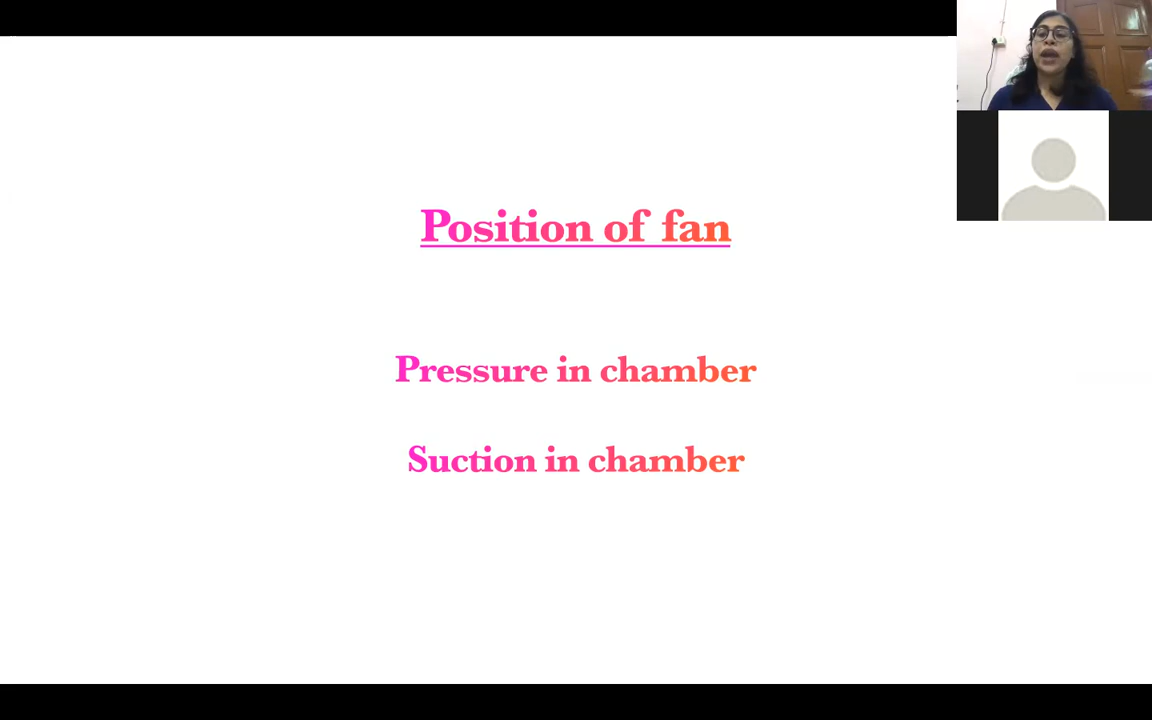 Position of fan
Pressure in chamber
Suction in chamber